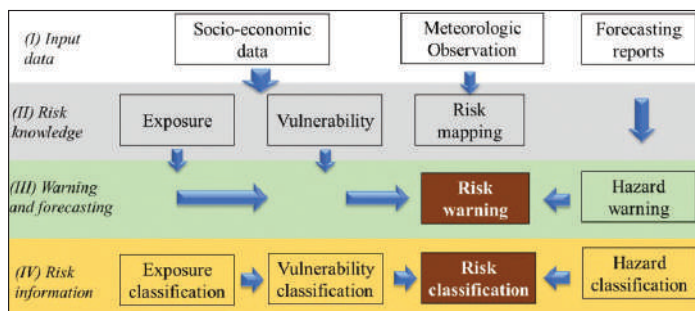 (I) Input
data
Socio-economic
data
Meteorologic
Observation
Forecasting
reports
(II) Risk
knowledge
Exposure
Vulnerability
Risk
mapping
(III) Warning
and forecasting
Risk
warning
Hazard
warning
(IV) Risk
information
Exposure
classification
Vulnerability
classification
Risk
classification
Hazard
classification